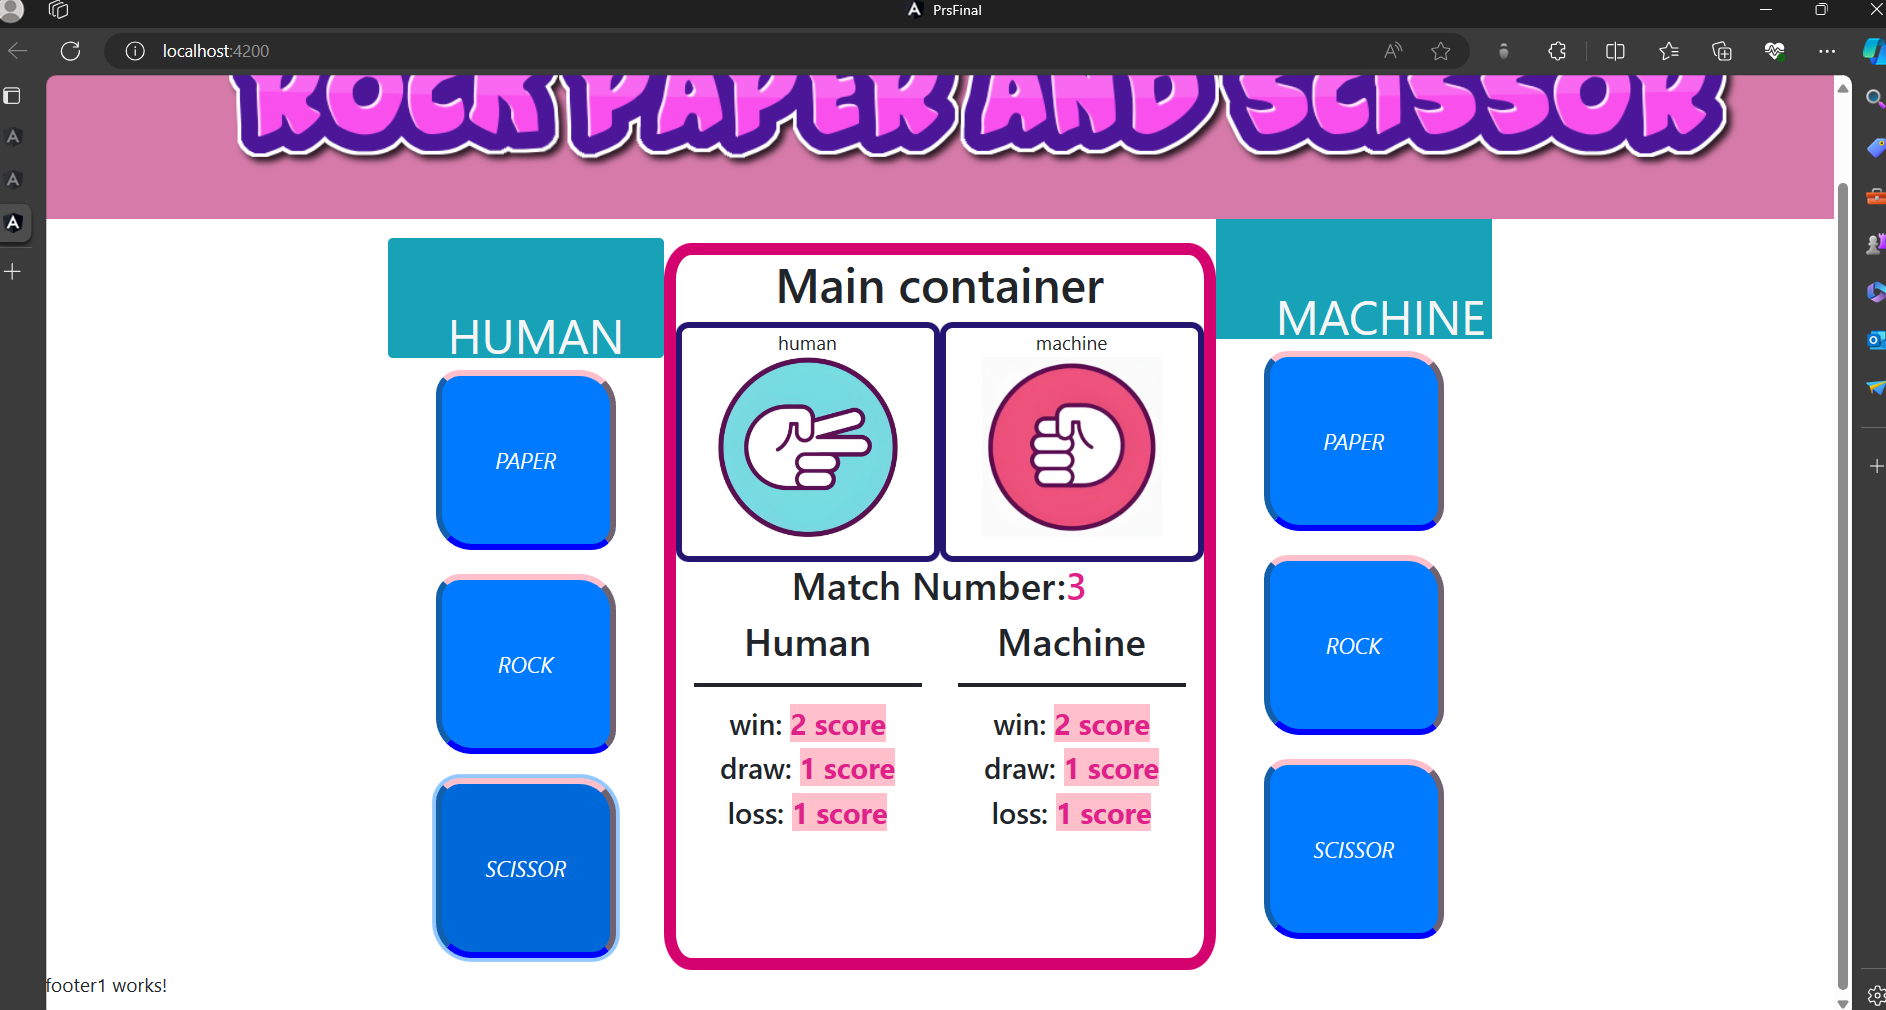 PrsFinal
localhost:4200
ROCK PAPER AND SCISSOR
HUMAN
PAPER
ROCK
SCISSOR
Main container
human
machine
Match Number:3
Human
win: 2 score
draw: 1 score
loss: 1 score
Machine
win: 2 score
draw: 1 score
loss: 1 score
MACHINE
PAPER
ROCK
SCISSOR
footer1 works!